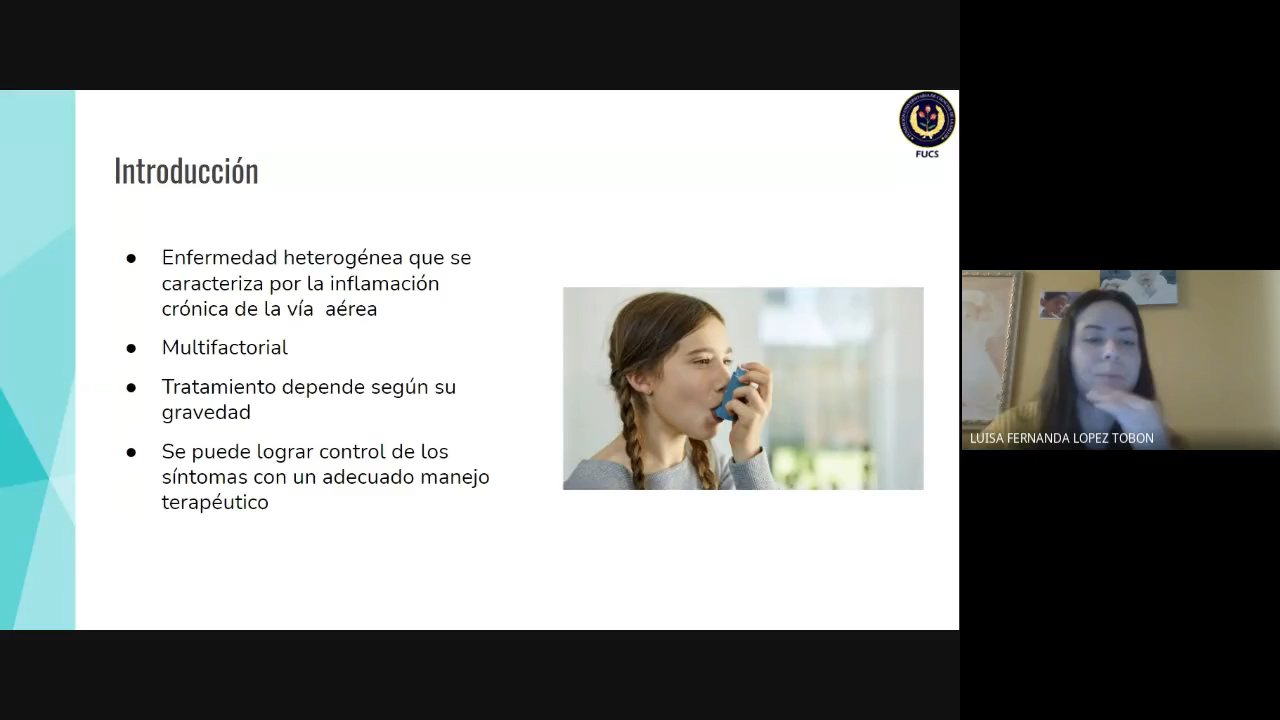 FUCS
Introducción
● Enfermedad heterogénea que se
caracteriza por la inflamación
crónica de la vía aérea
● Multifactorial
● Tratamiento depende según su
gravedad
● Se puede lograr control de los
síntomas con un adecuado manejo
terapéutico
LUISA FERNANDA LOPEZ TOBON